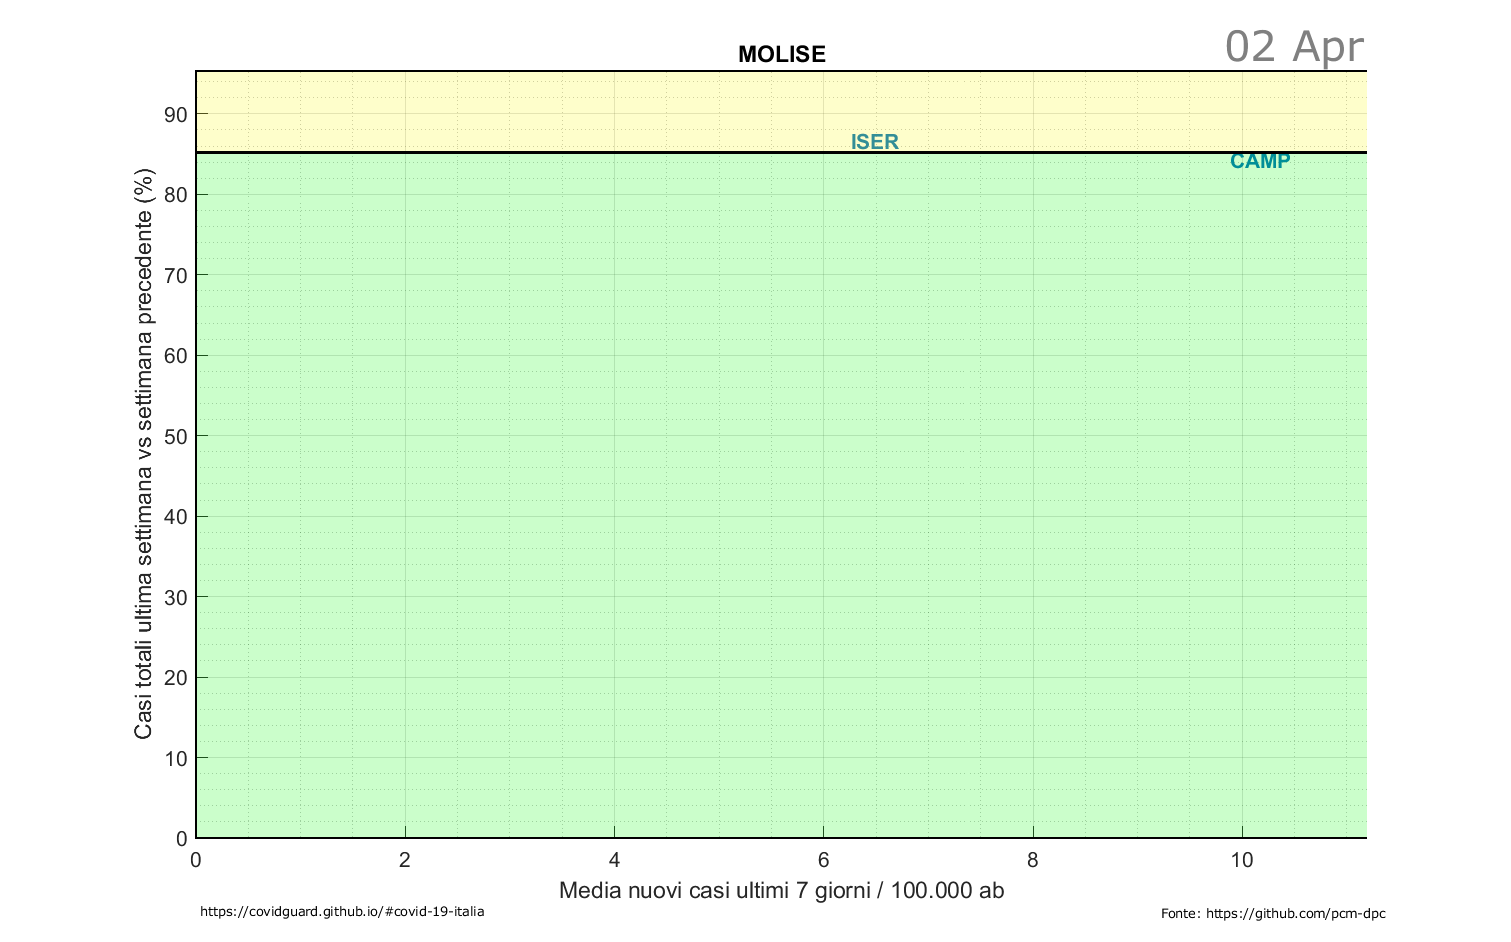 MOLISE
02 Apr
90
80
70
60
50
40
30
20
10
0
Casi totali ultima settimana vs settimana precedente (%)
ISER
CAMP
0 2 4 6 8 10
Media nuovi casi ultimi 7 giorni / 100.000 ab
https://covidguard.github.io/#covid-19-italia
Fonte: https://github.com/pcm-dpc